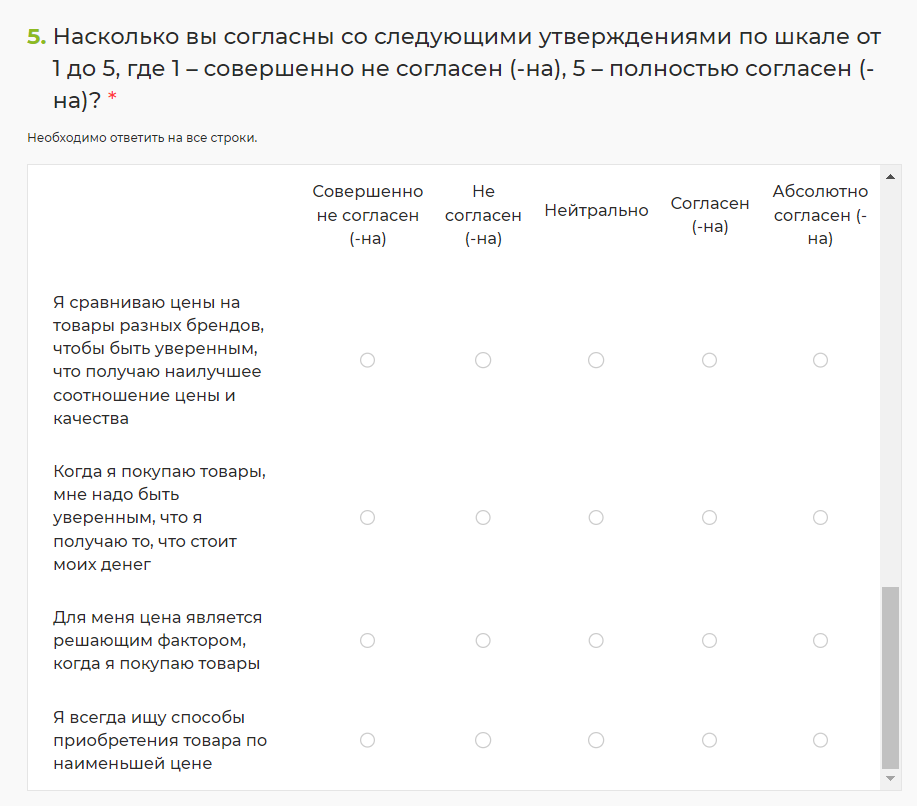 5. Насколько вы согласны со следующими утверждениями по шкале от
1 до 5, где 1 – совершенно не согласен (-на), 5 – полностью согласен (-
на)? *
Необходимо ответить на все строки.
Совершенно
не согласен
(-на)
Не
согласен
(-на)
Нейтрально
Согласен
(-на)
Абсолютно
согласен (-
на)
Я сравниваю цены на
товары разных брендов,
чтобы быть уверенным,
что получаю наилучшее
соотношение цены и
качества
Когда я покупаю товары,
мне надо быть
уверенным, что я
получаю то, что стоит
моих денег
Для меня цена является
решающим фактором,
когда я покупаю товары
Я всегда ищу способы
приобретения товара по
наименьшей цене